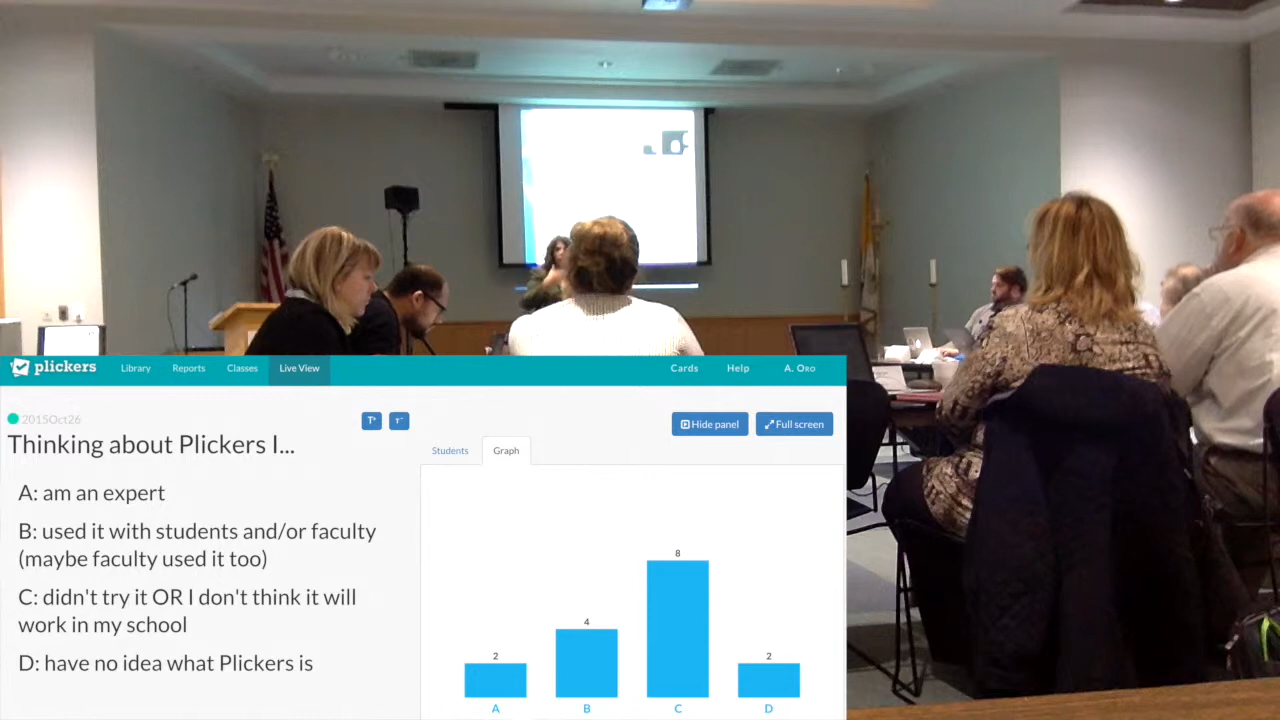 plickers
Library Reports Classes Live View Cards Help A. Oro
2015Oct26
T+ T-
Hide panel Full screen
Thinking about Plickers I...
Students Graph
A: am an expert
B: used it with students and/or faculty
(maybe faculty used it too)
C: didn't try it OR I don't think it will
work in my school
D: have no idea what Plickers is
8
4
2 2
A B C D